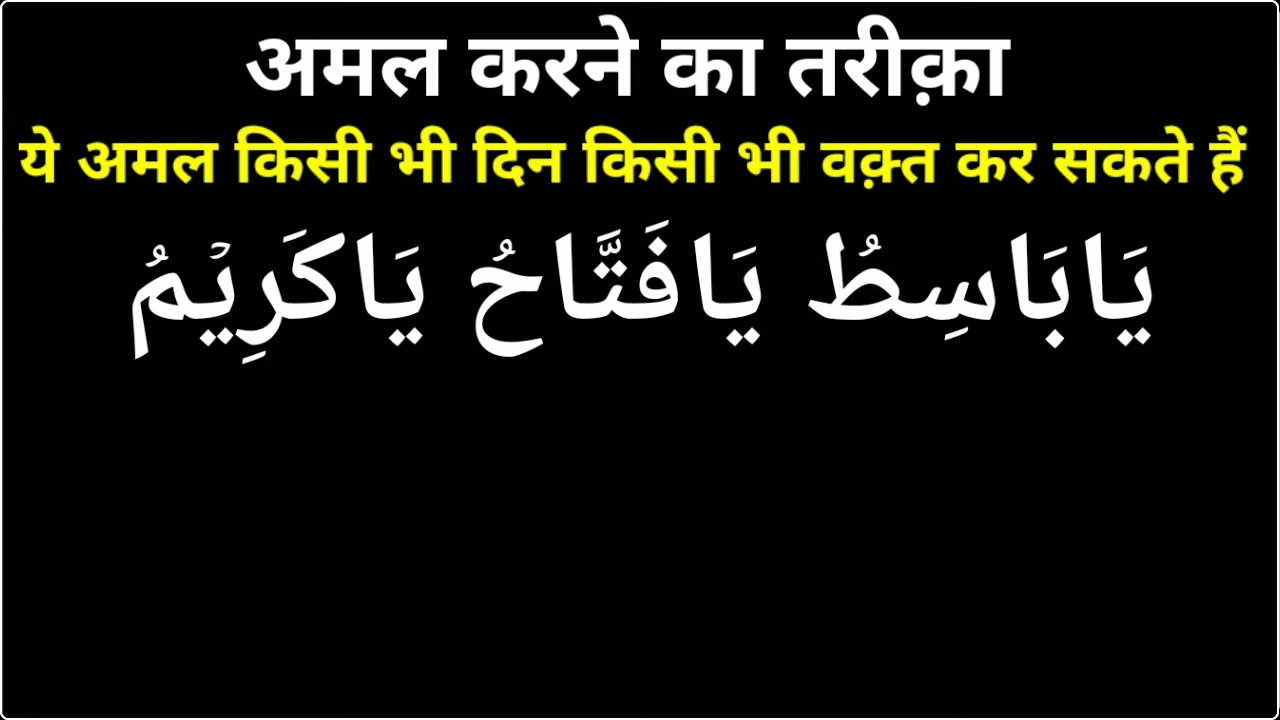 अमल करने का तरीक़ा
ये अमल किसी भी दिन किसी भी वक़्त कर सकते हैं
يَابَاسِطُ يَافَتَّاحُ يَاكَرِيْمُ